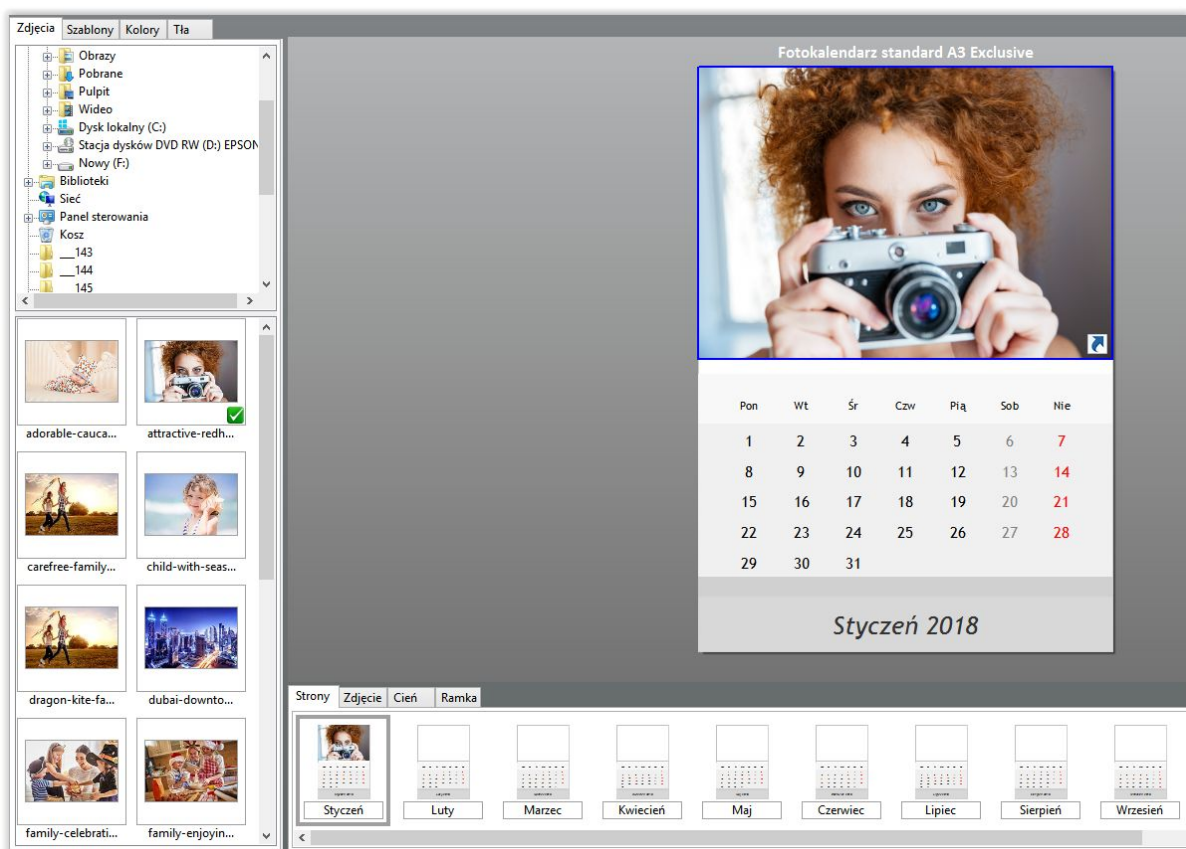 Zdjęcia Szablony Kolory Tła
Obrazy
Pobrane
Pulpit
Wideo
Dysk lokalny (C:)
Stacja dysków DVD RW (D:) EPSON
Nowy (F:)
Biblioteki
Sieć
Panel sterowania
Kosz
__143
__144
145
adorable-cauca... attractive-redh...
carefree-family... child-with-seas...
dragon-kite-fa... dubai-downto...
family-celebrati... family-enjoyin...
Fotokalendarz standard A3 Exclusive
Pon Wt Śr Czw Pią Sob Nie
1 2 3 4 5 6 7
8 9 10 11 12 13 14
15 16 17 18 19 20 21
22 23 24 25 26 27 28
29 30 31
Styczeń 2018
Strony Zdjęcie Cień Ramka
Styczeń Luty Marzec Kwiecień Maj Czerwiec Lipiec Sierpień Wrzesień